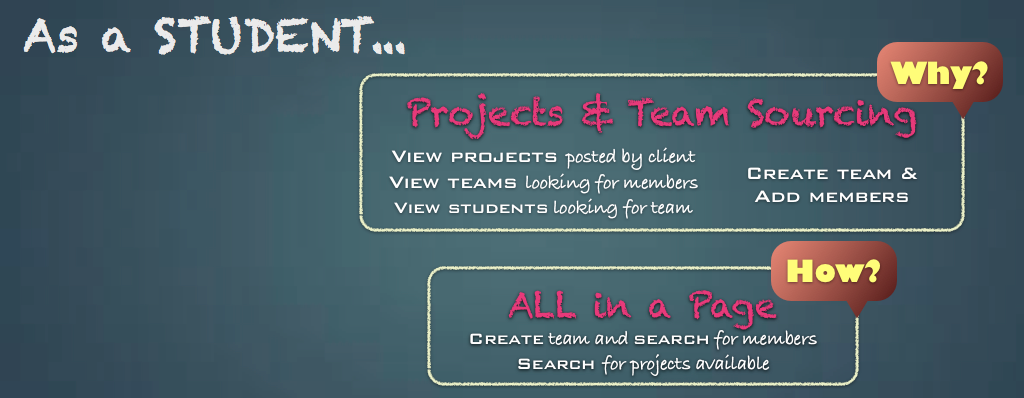 As a STUDENT...
Why?
Projects & Team Sourcing
VIEW PROJECTS posted by client
VIEW TEAMS looking for members
VIEW STUDENTS looking for team
CREATE TEAM &
ADD MEMBERS
How?
ALL in a Page
CREATE team and SEARCH for members
SEARCH for projects available